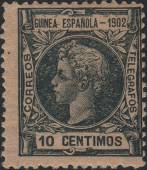 GUINEA ESPAÑOLA - 1902
CORREOS
TELEGRAFOS
10 CENTIMOS